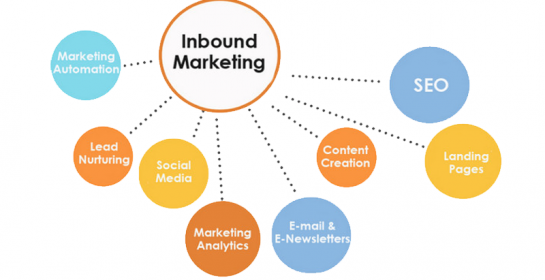 Inbound
Marketing
Marketing
Automation
SEO
Lead
Nurturing
Social
Media
Content
Creation
Landing
Pages
Marketing
Analytics
E-mail &
E-Newsletters